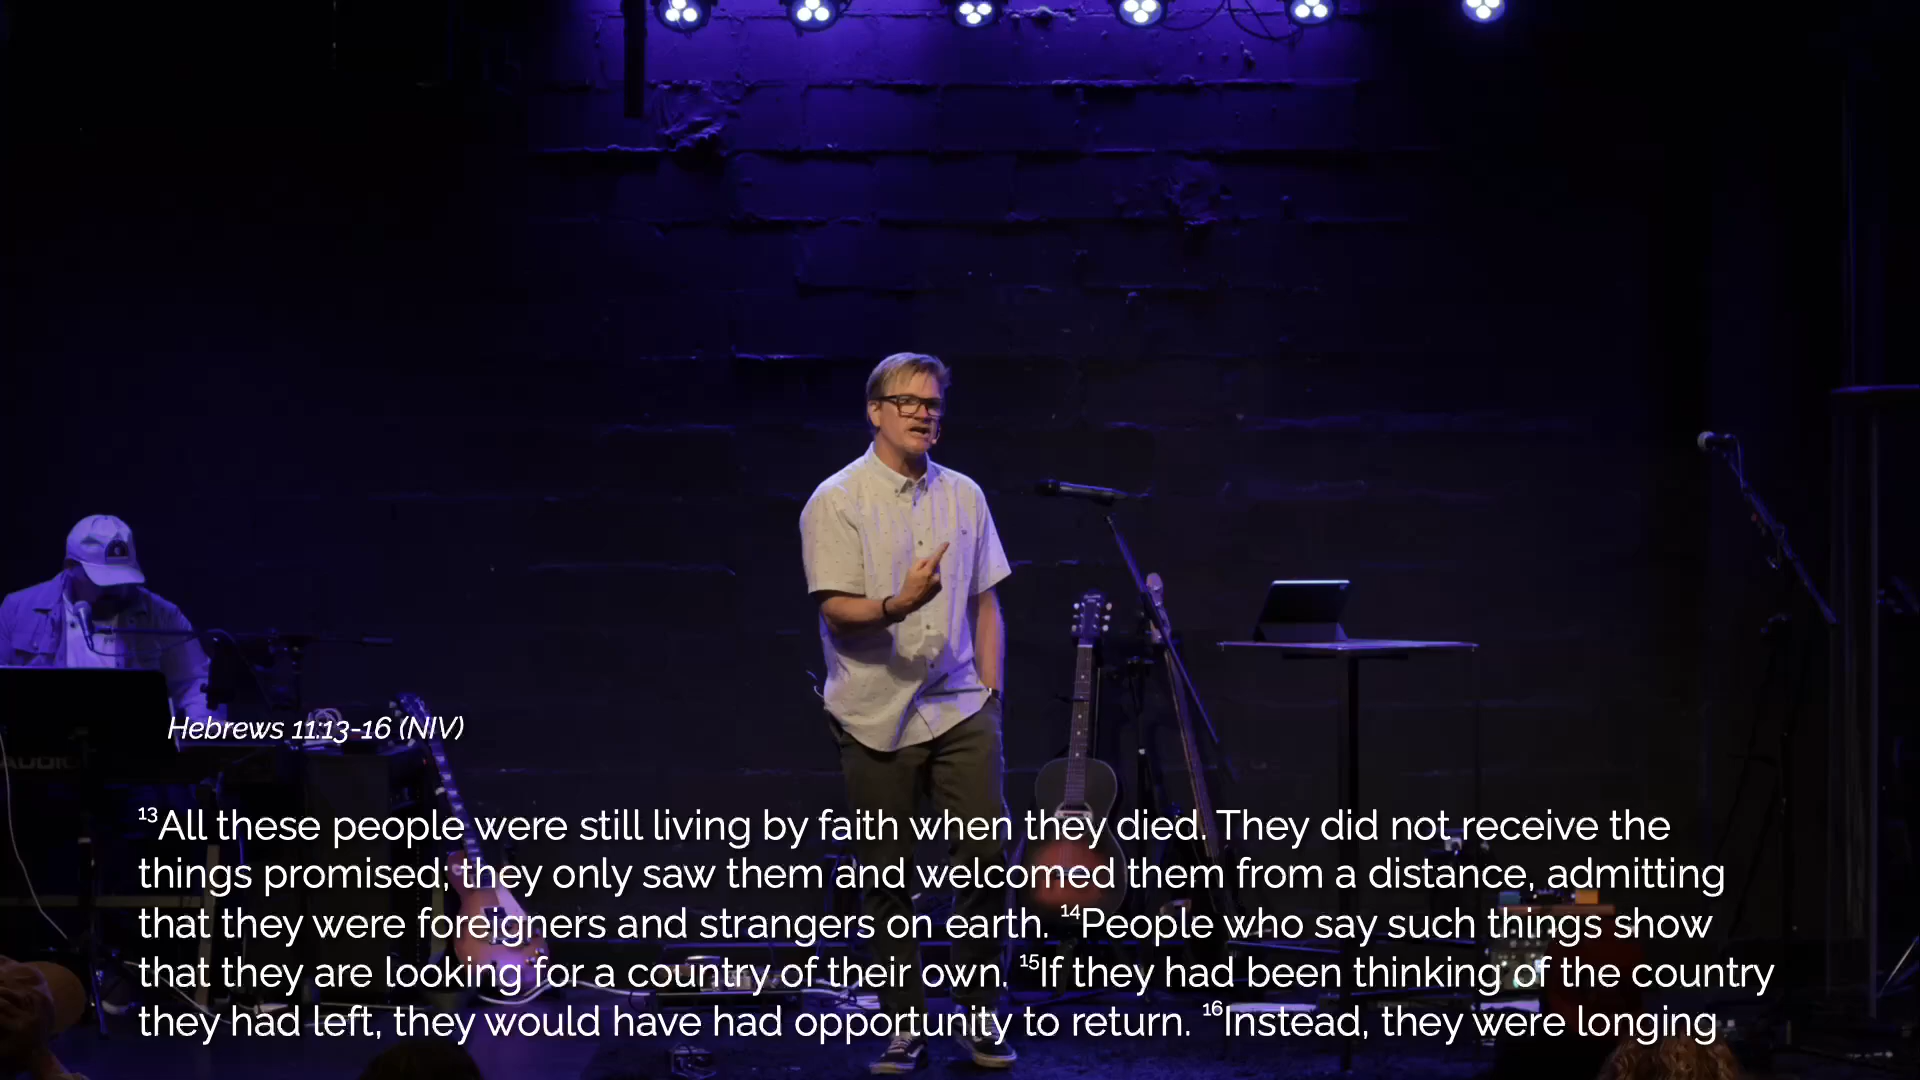 Hebrews 11:13-16 (NIV)
¹³All these people were still living by faith when they died. They did not receive the
things promised; they only saw them and welcomed them from a distance, admitting
that they were foreigners and strangers on earth. ¹⁴People who say such things show
that they are looking for a country of their own. ¹⁵If they had been thinking of the country
they had left, they would have had opportunity to return. ¹⁶Instead, they were longing